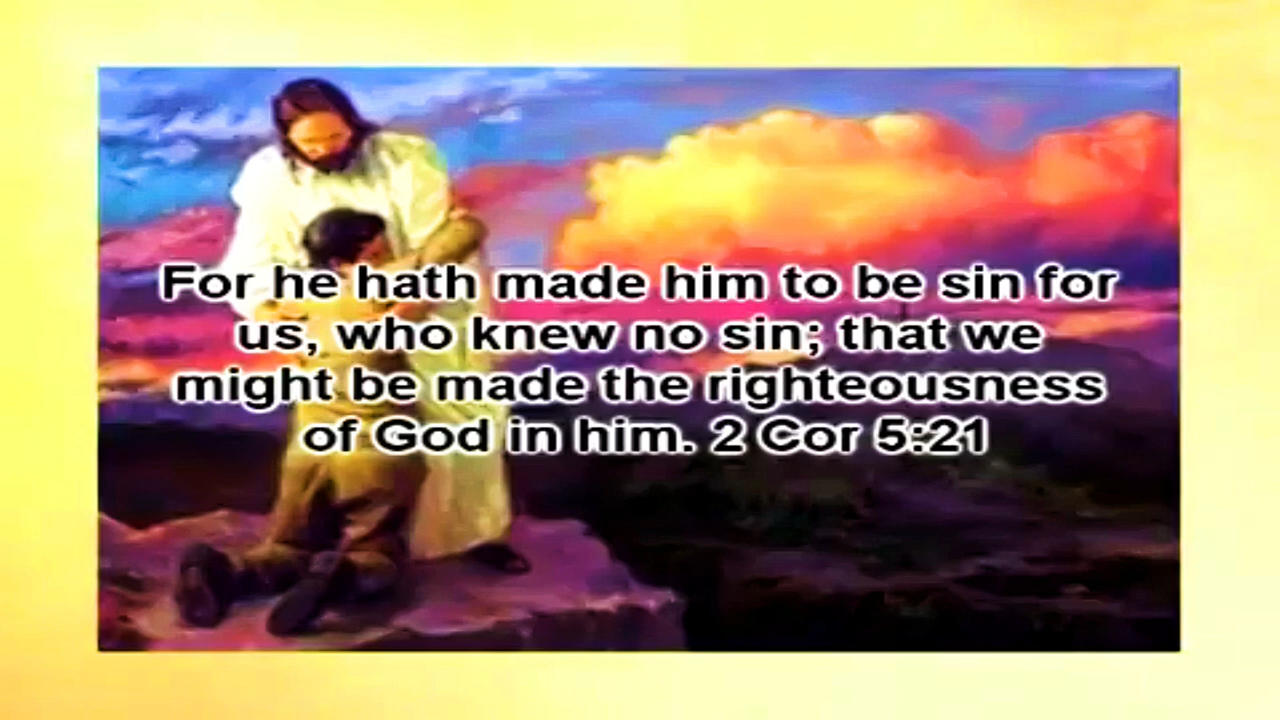 For he hath made him to be sin for
us, who knew no sin; that we
might be made the righteousness
of God in him. 2 Cor 5:21